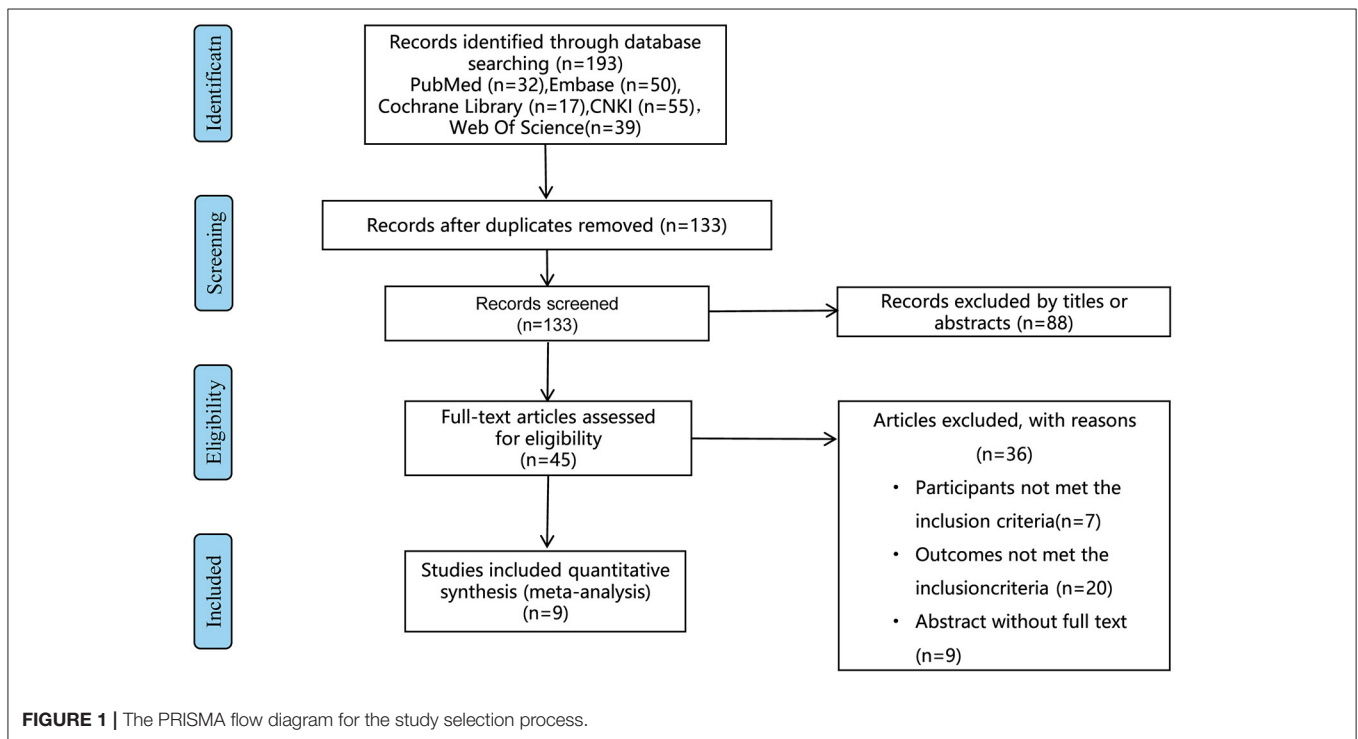 Identificatn
Records identified through database
searching (n=193)
PubMed (n=32),Embase (n=50),
Cochrane Library (n=17),CNKI (n=55),
Web Of Science(n=39)
Screening
Records after duplicates removed (n=133)
Records screened
(n=133)
Records excluded by titles or
abstracts (n=88)
Eligibility
Full-text articles assessed
for eligibility
(n=45)
Articles excluded, with reasons
(n=36)
• Participants not met the
inclusion criteria(n=7)
• Outcomes not met the
inclusioncriteria (n=20)
• Abstract without full text
(n=9)
Included
Studies included quantitative
synthesis (meta-analysis)
(n=9)
FIGURE 1 | The PRISMA flow diagram for the study selection process.